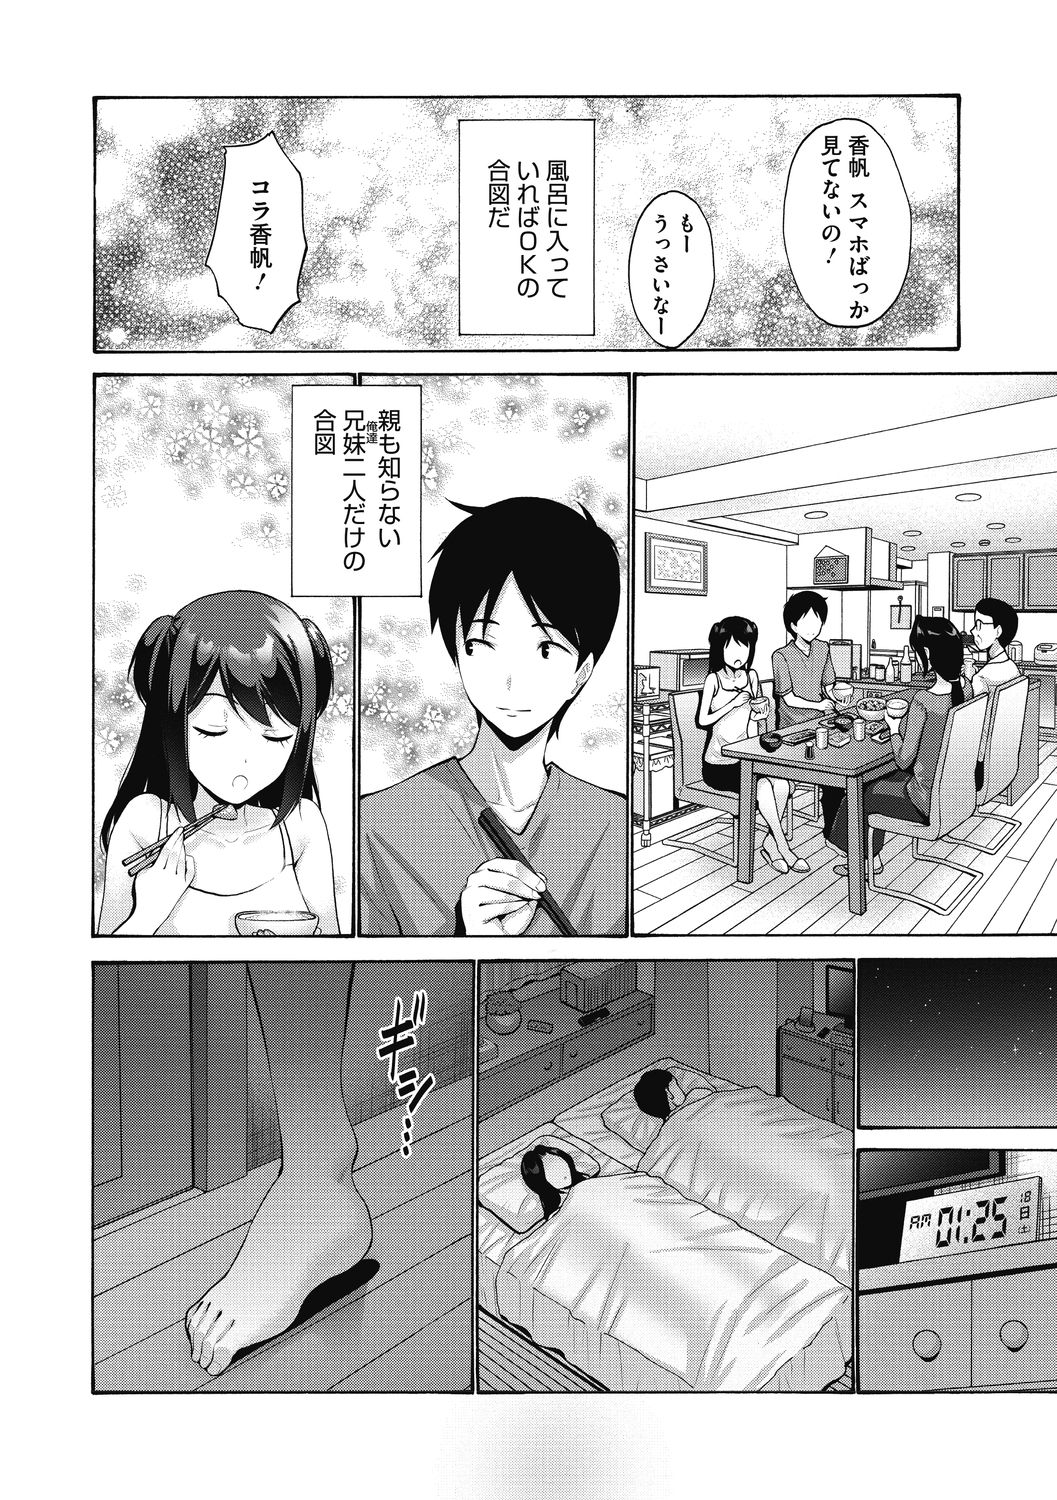 香帆 スマホばっか
見てないの！
もー
うっさいなー
風呂に入って
いればOKの
合図だ
コラ香帆！
親も知らない
兄妹二人だけの
俺達
合図
AM 01:25
18
日
(土)
ギシ…